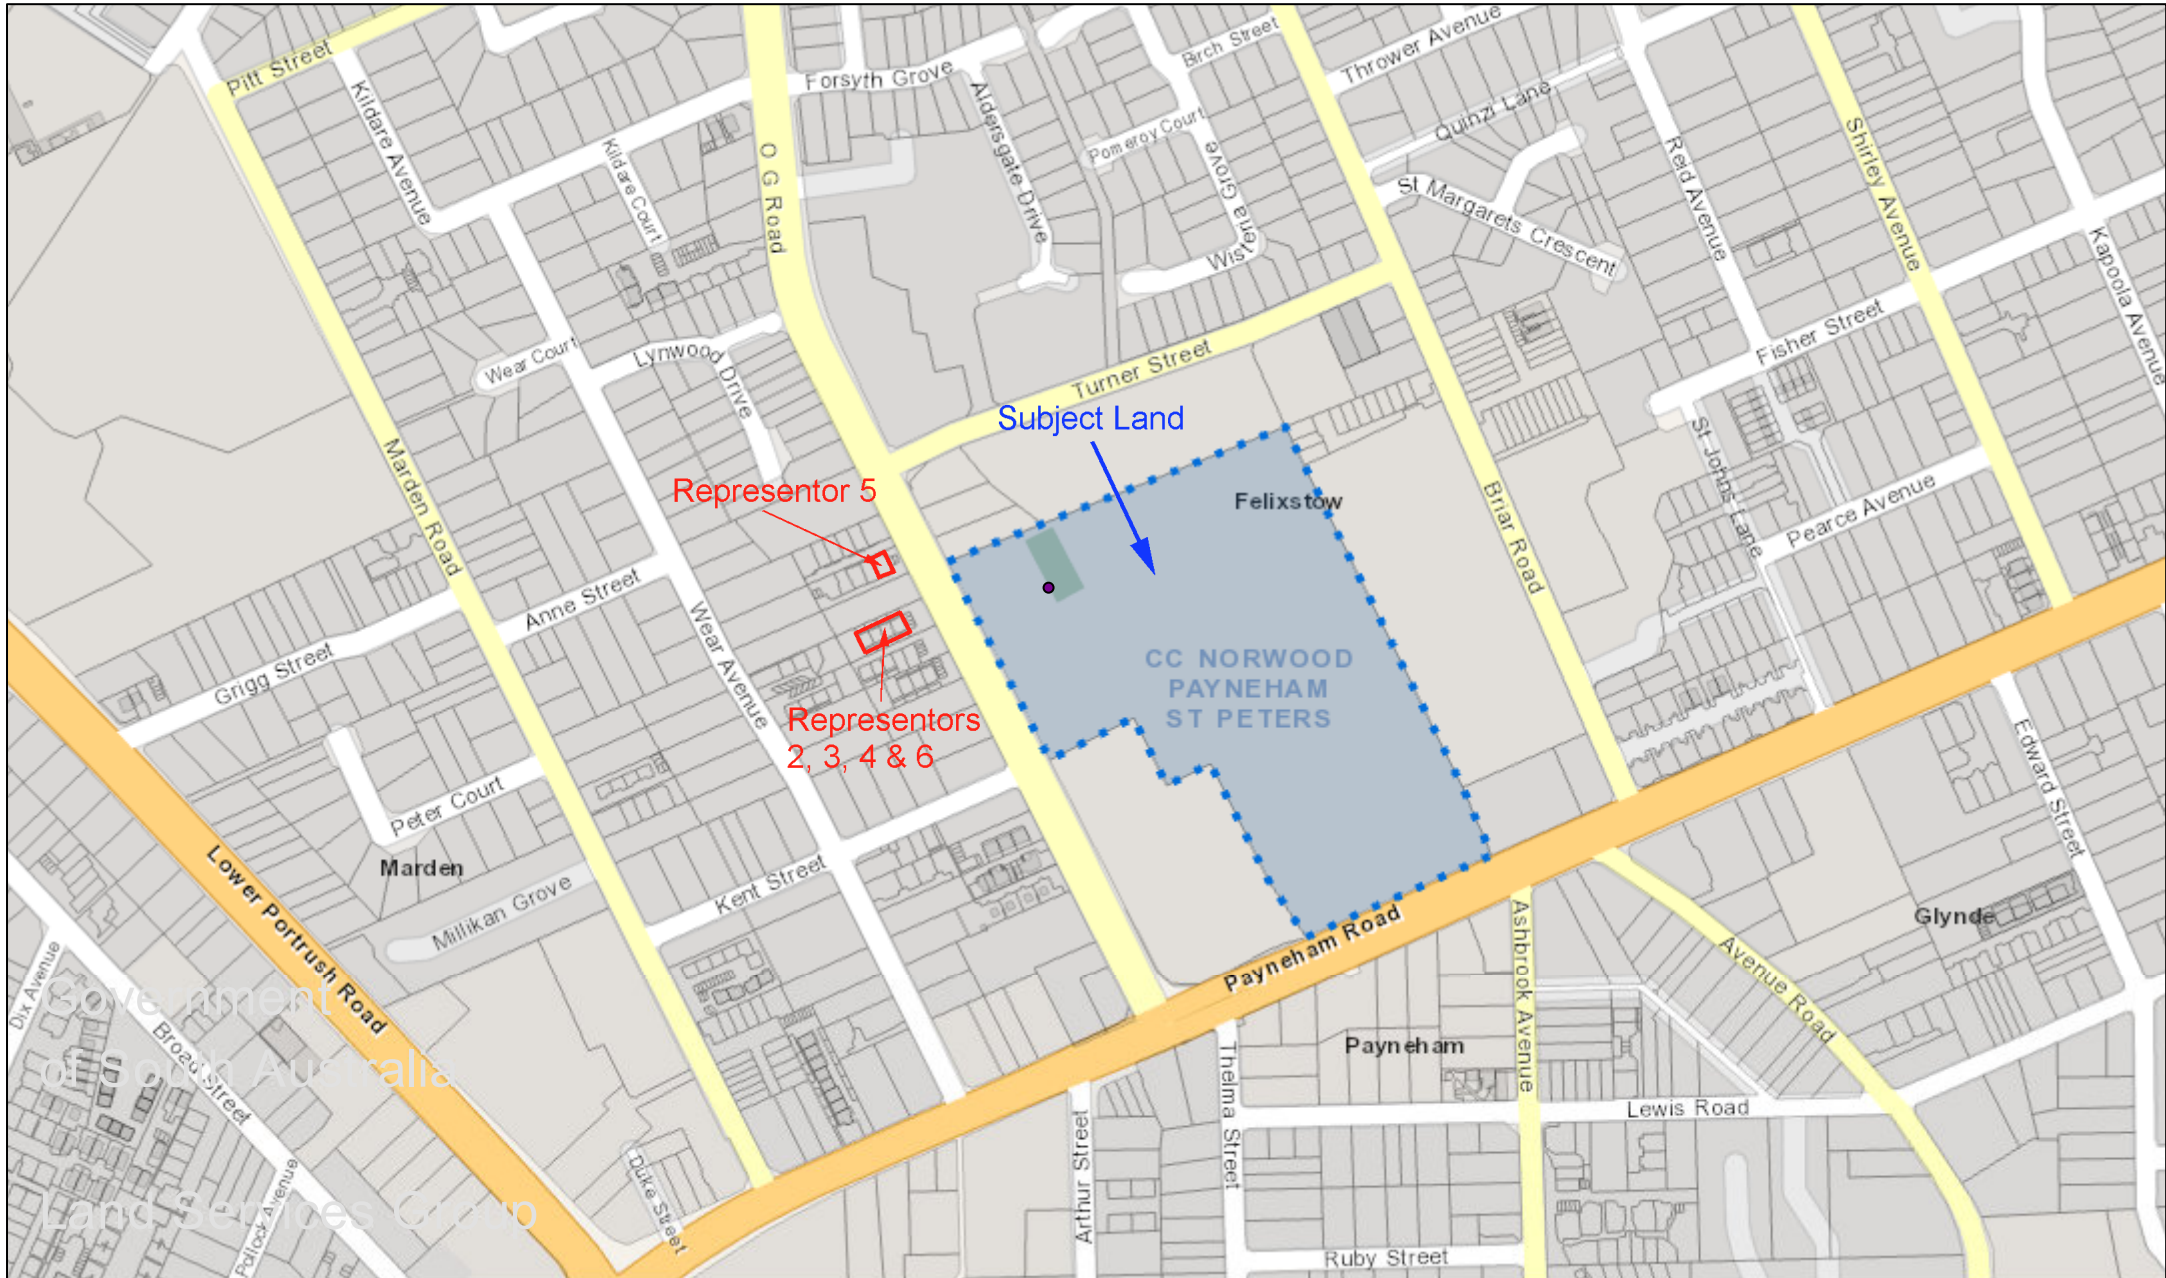 Pitt Street
Kildare Avenue
Kildare Court
O G Road
Forsyth Grove
Aldersgate Drive
Birch Street
Pomeroy Court
Wisteria Grove
Thrower Avenue
Quinzi Lane
St Margarets Crescent
Reid Avenue
Shirley Avenue
Kapoola Avenue
Fisher Street
Wear Court
Lynwood Drive
Turner Street
Subject Land
Marden Road
Representor 5
Felixstow
Briar Road
St Johns Lane
Pearce Avenue
Anne Street
Grigg Street
Wear Avenue
CC NORWOOD
PAYNEHAM
ST PETERS
Representors
2, 3, 4 & 6
Peter Court
Marden
Lower Portrush Road
Millikan Grove
Kent Street
Edward Street
Glynde
Payneham Road
Ashbrook Avenue
Avenue Road
Dix Avenue
Broad Street
Government
of South Australia
Land Services Group
Payneham
Thelma Street
Arthur Street
Lewis Road
Duke Street
Pollock Avenue
Ruby Street